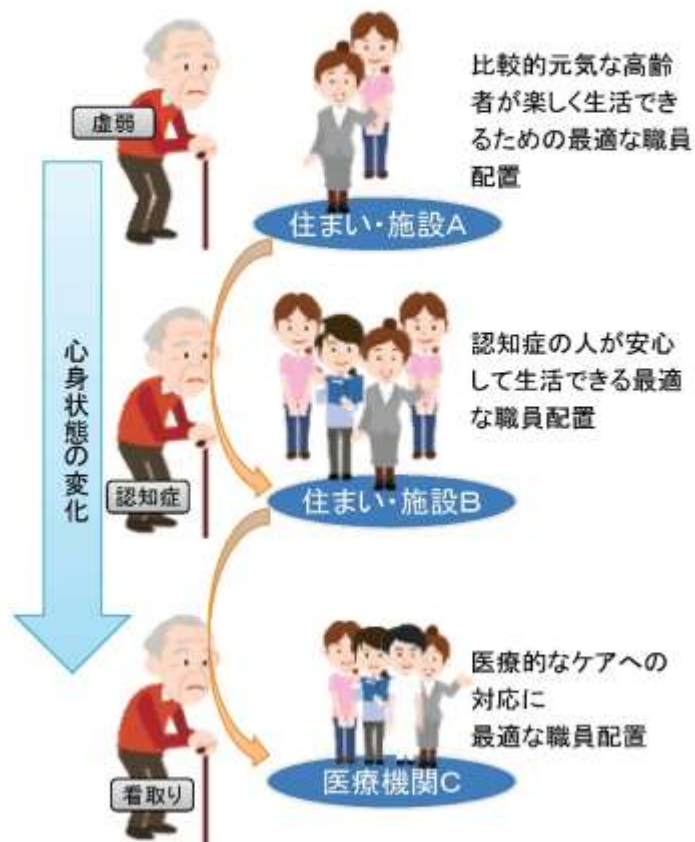 虚弱
比較的元気な高齢
者が楽しく生活でき
るための最適な職員
配置
住まい・施設A
心身状態の変化
認知症の人が安心
して生活できる最適
な職員配置
認知症
住まい・施設B
医療的なケアへの
対応に
最適な職員配置
看取り
医療機関C